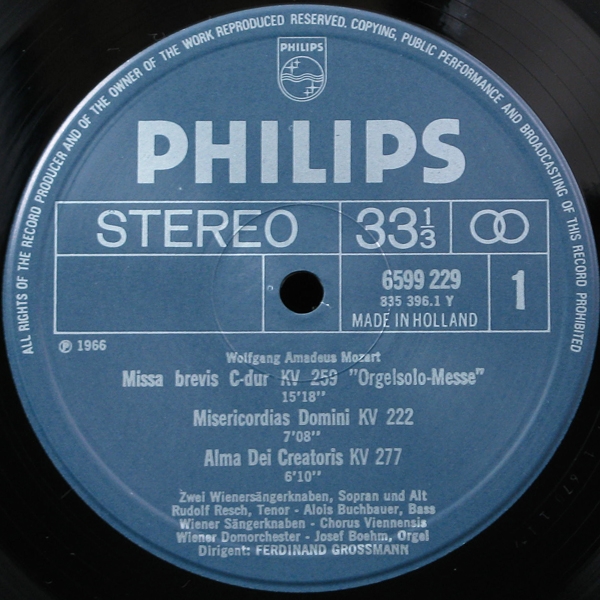 ALL RIGHTS OF THE RECORD PRODUCER AND OF THE OWNER OF THE WORK REPRODUCED RESERVED. COPYING, PUBLIC PERFORMANCE AND BROADCASTING OF THIS RECORD PROHIBITED
PHILIPS
PHILIPS
STEREO 33 1/3
6599 229
835 396.1 Y
MADE IN HOLLAND
1
℗ 1966
Wolfgang Amadeus Mozart
Missa brevis C-dur KV 259 "Orgelsolo-Messe"
15'18''
Misericordias Domini KV 222
7'08''
Alma Dei Creatoris KV 277
6'10''
Zwei Wienersängerknaben, Sopran und Alt
Rudolf Resch, Tenor - Alois Buchbauer, Bass
Wiener Sängerknaben - Chorus Viennensis
Wiener Domorchester - Josef Boehm, Orgel
Dirigent: FERDINAND GROSSMANN